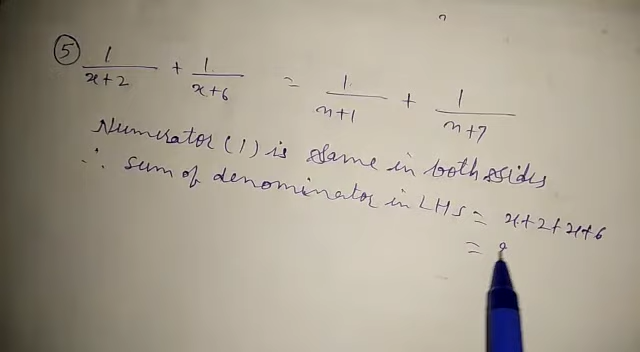 ⑤ 1/(x+2) + 1/(x+6) = 1/(x+1) + 1/(x+7)
Numerator (1) is same in both sides
∴ sum of denominator in LHS = x+2+x+6
=